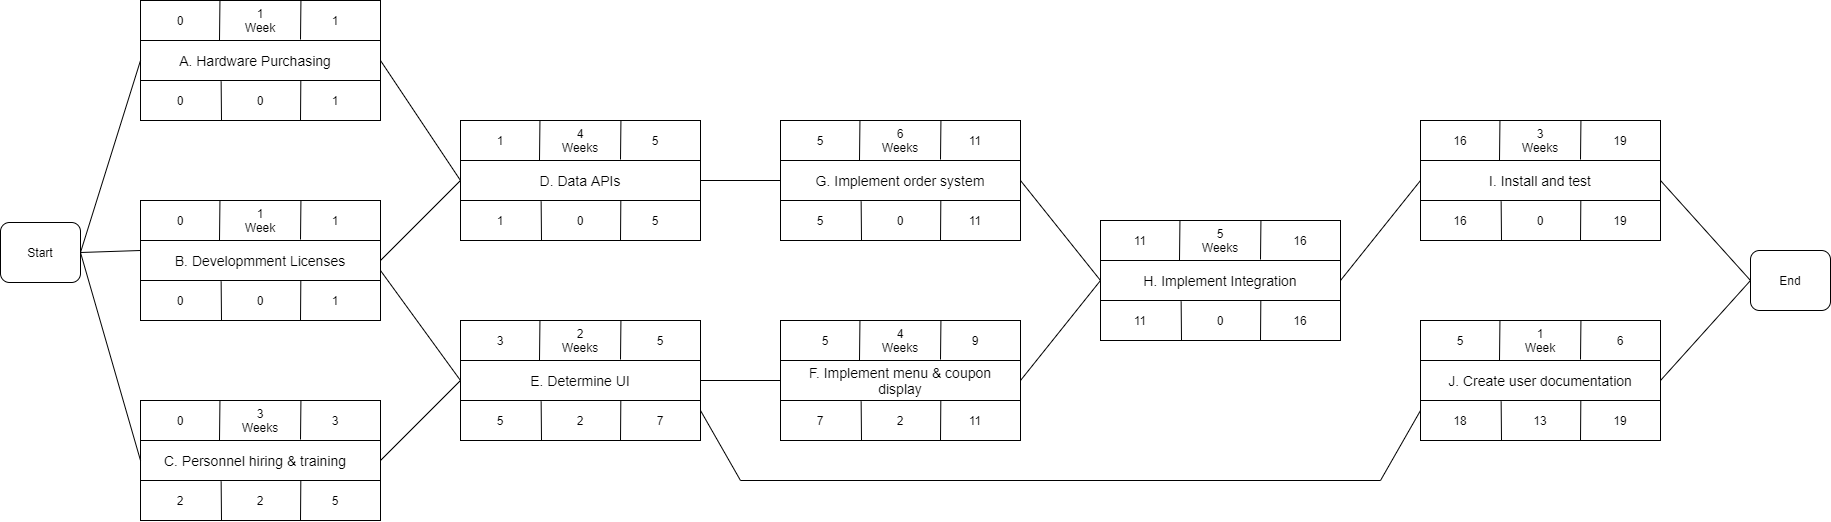 Start
0
1
Week
1
A. Hardware Purchasing
0
0
1
0
1
Week
1
B. Developmment Licenses
0
0
1
0
3
Weeks
3
C. Personnel hiring & training
2
2
5
1
4
Weeks
5
D. Data APIs
1
0
5
3
2
Weeks
5
E. Determine UI
5
2
7
5
6
Weeks
11
G. Implement order system
5
0
11
5
4
Weeks
9
F. Implement menu & coupon
display
7
2
11
11
5
Weeks
16
H. Implement Integration
11
0
16
16
3
Weeks
19
I. Install and test
16
0
19
5
1
Week
6
J. Create user documentation
18
13
19
End